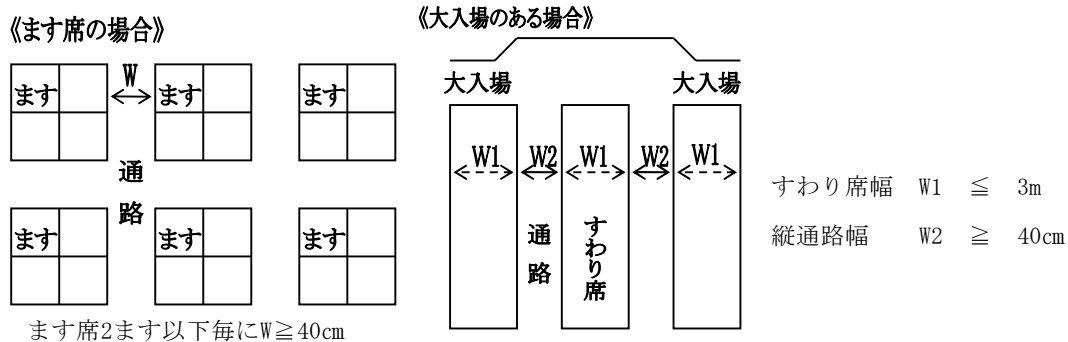 《ます席の場合》
ます W ます ます
通
路
ます ます ます
ます席2ます以下毎にW≧40cm
《大入場のある場合》
大入場 大入場
W1 W2 W1 W2 W1
通路 すわり席
すわり席幅 W1 ≦ 3m
縦通路幅 W2 ≧ 40cm